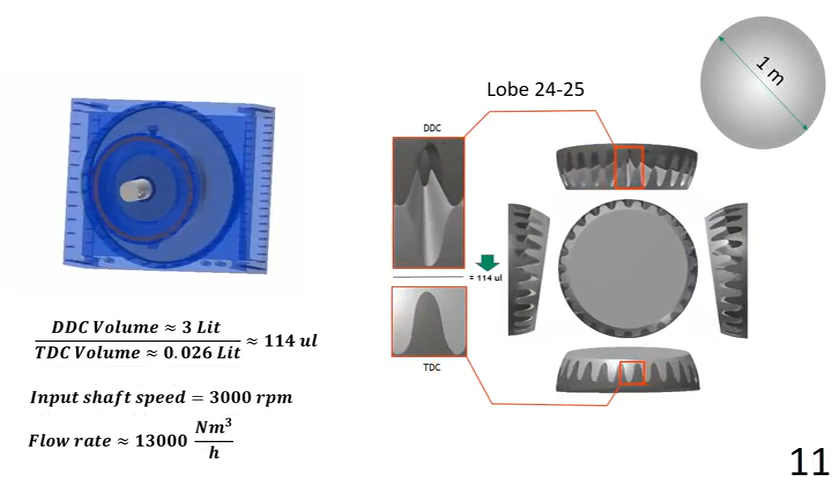 Lobe 24-25
1 m
DDC
= 114 ul
TDC
DDC Volume ≈ 3 Lit
TDC Volume ≈ 0.026 Lit
≈ 114 ul
Input shaft speed = 3000 rpm
Flow rate ≈ 13000 Nm³
h
11